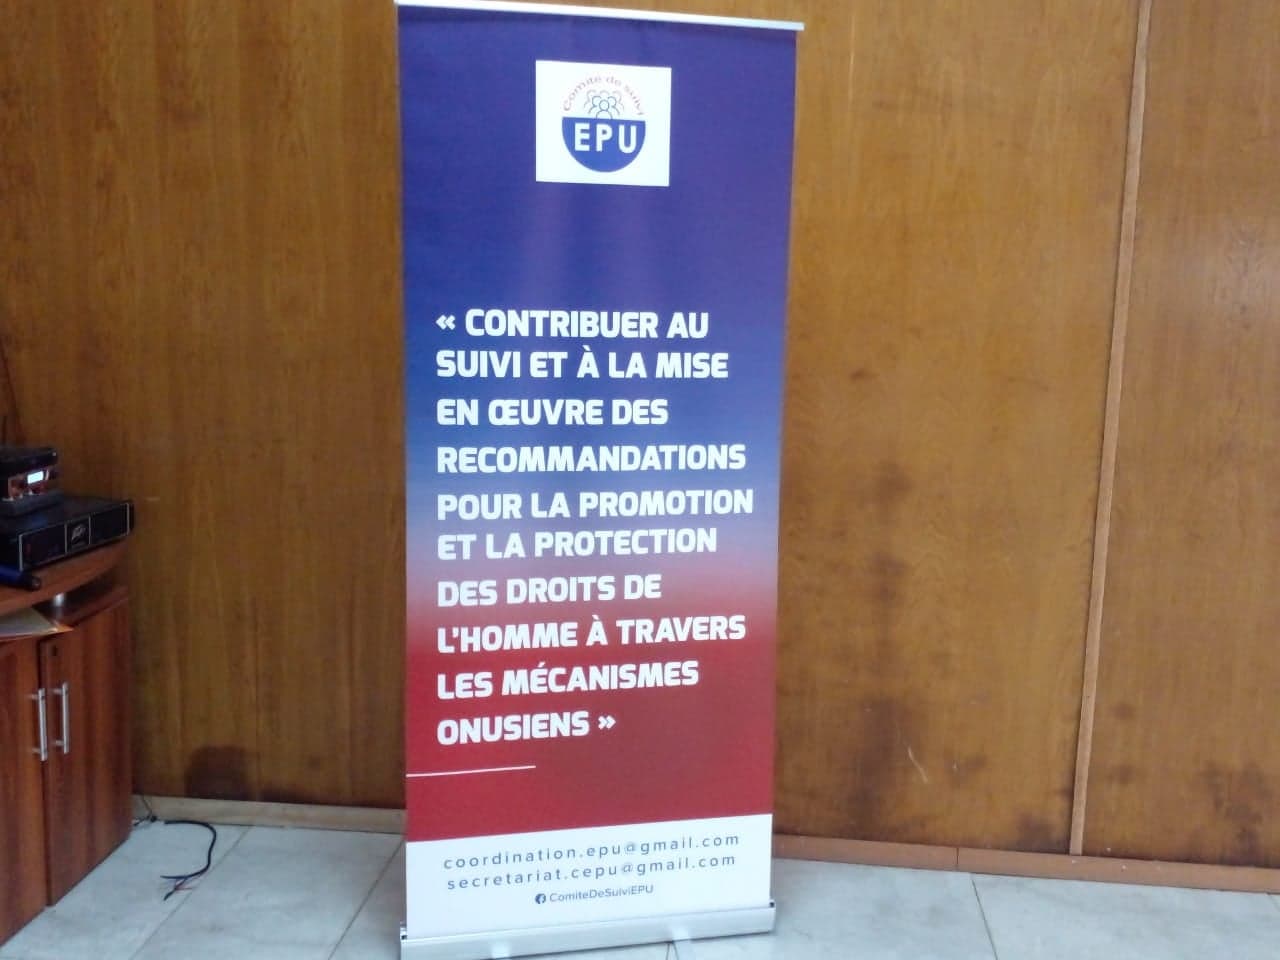 Comité de suivi
EPU
« CONTRIBUER AU
SUIVI ET À LA MISE
EN ŒUVRE DES
RECOMMANDATIONS
POUR LA PROMOTION
ET LA PROTECTION
DES DROITS DE
L'HOMME À TRAVERS
LES MÉCANISMES
ONUSIENS »
coordination.epu@gmail.com
secretariat.cepu@gmail.com
ComiteDeSuiviEPU